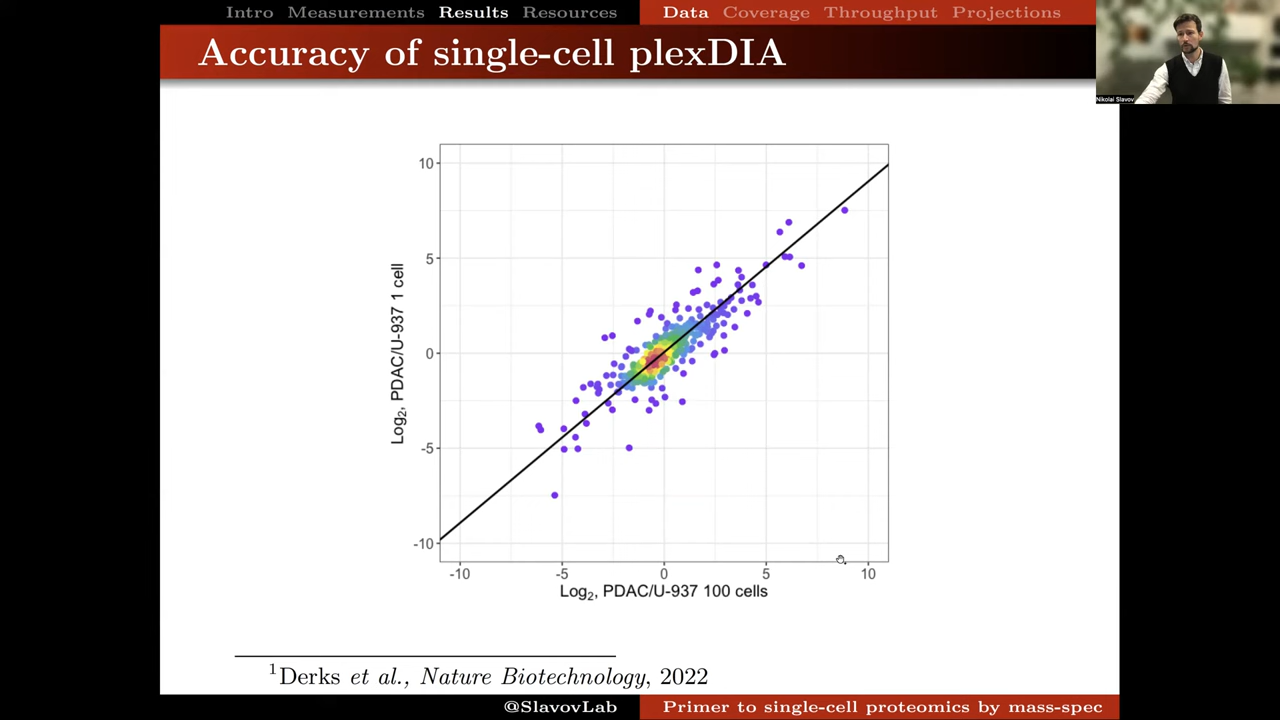 Intro Measurements Results Resources
Data Coverage Throughput Projections
Accuracy of single-cell plexDIA
Nikolai Slavov
10
5
0
-5
-10
Log2, PDAC/U-937 1 cell
-10 -5 0 5 10
Log2, PDAC/U-937 100 cells
1Derks et al., Nature Biotechnology, 2022
@SlavovLab
Primer to single-cell proteomics by mass-spec